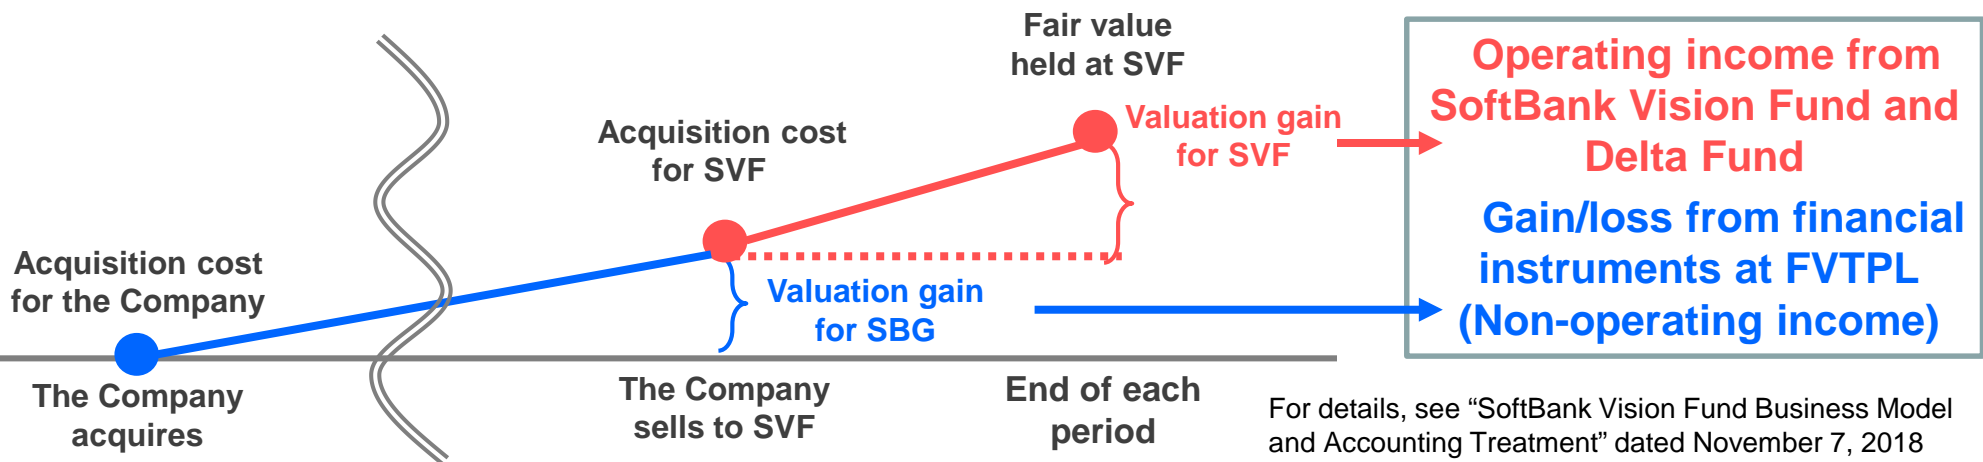 Fair value
held at SVF
Acquisition cost
for SVF
Valuation gain
for SVF
Acquisition cost
for the Company
Valuation gain
for SBG
The Company
acquires
The Company
sells to SVF
End of each
period
Operating income from
SoftBank Vision Fund and
Delta Fund
Gain/loss from financial
instruments at FVTPL
(Non-operating income)
For details, see “SoftBank Vision Fund Business Model
and Accounting Treatment” dated November 7, 2018